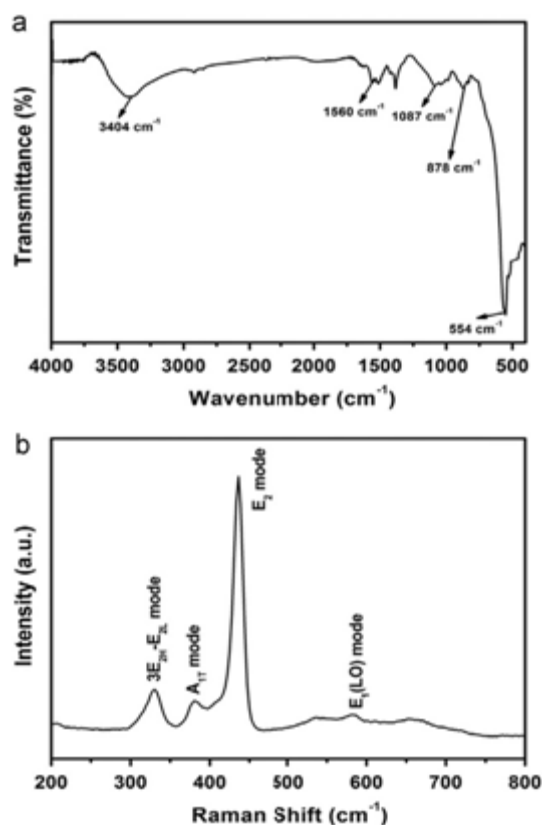 a
Transmittance (%)
3404 cm⁻¹
1560 cm⁻¹
1087 cm⁻¹
878 cm⁻¹
554 cm⁻¹
4000 3500 3000 2500 2000 1500 1000 500
Wavenumber (cm⁻¹)
b
Intensity (a.u.)
3E₂H-E₂L mode
A₁T mode
E₂ mode
E₁(LO) mode
200 300 400 500 600 700 800
Raman Shift (cm⁻¹)